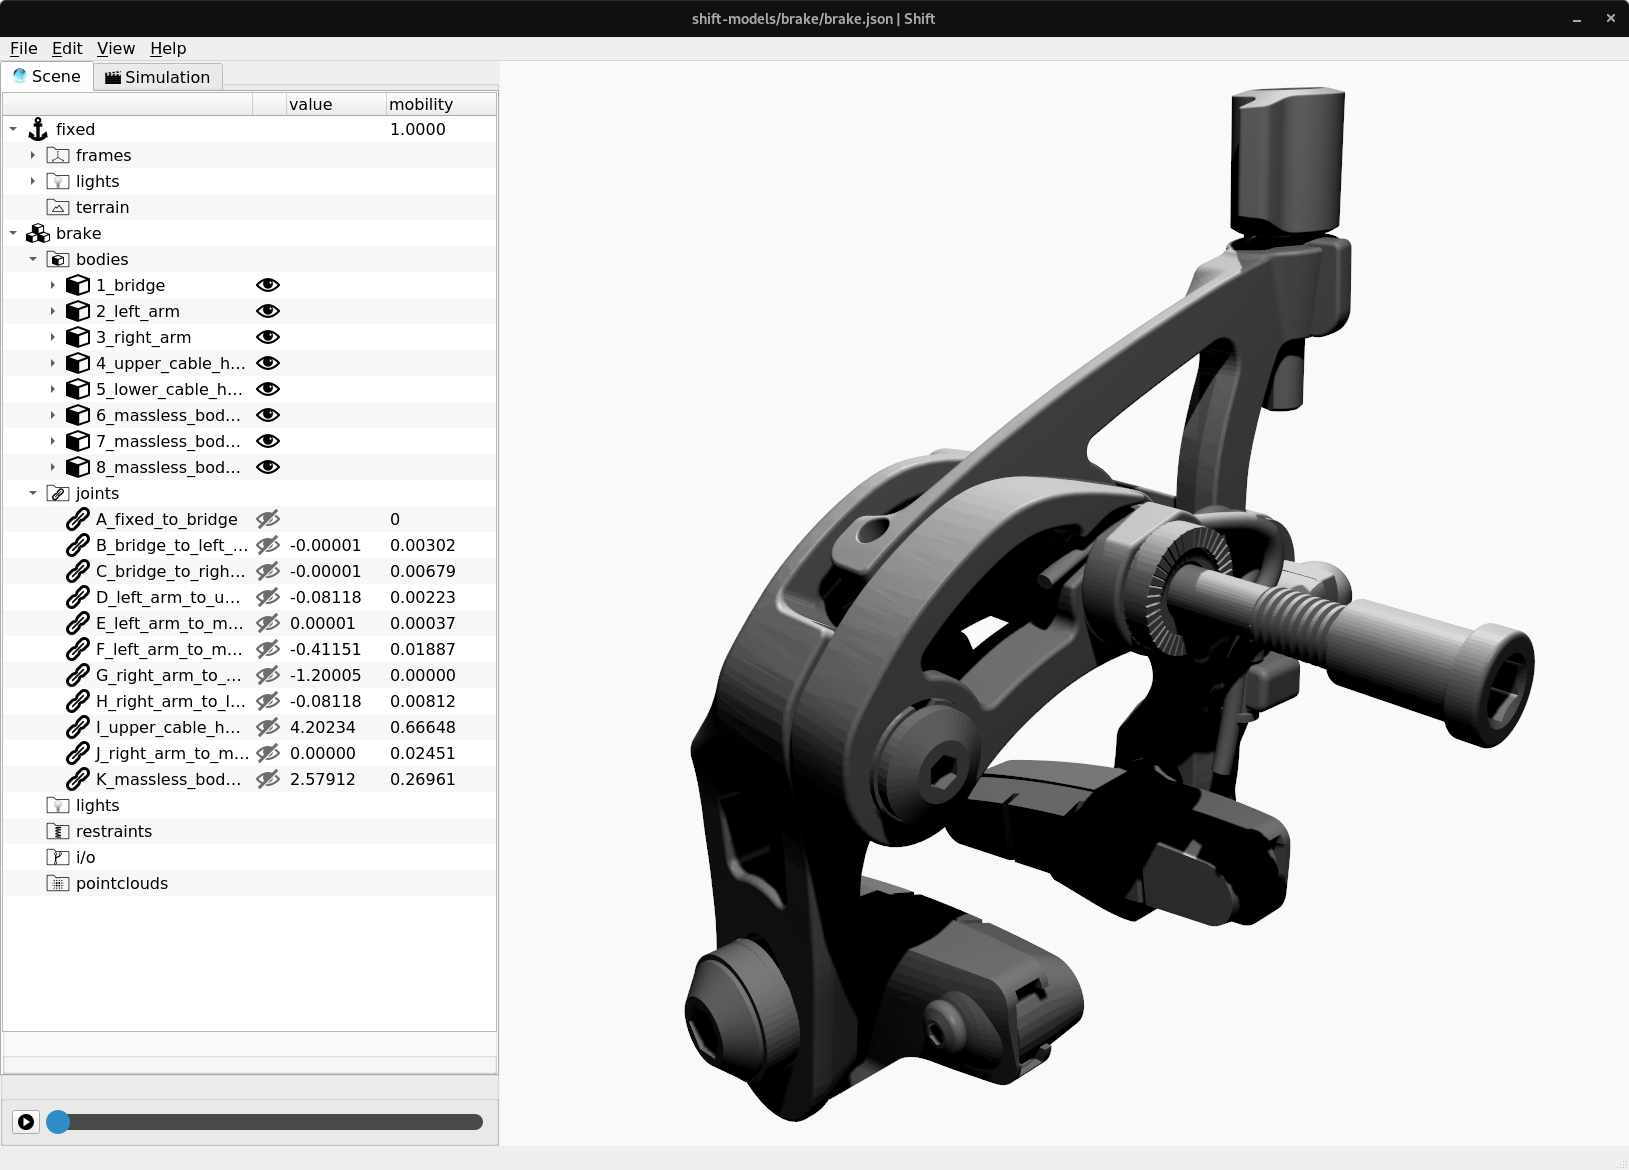 shift-models/brake/brake.json | Shift
File Edit View Help
Scene Simulation
value mobility
fixed 1.0000
frames
lights
terrain
brake
bodies
1_bridge
2_left_arm
3_right_arm
4_upper_cable_h...
5_lower_cable_h...
6_massless_bod...
7_massless_bod...
8_massless_bod...
joints
A_fixed_to_bridge 0
B_bridge_to_left_... -0.00001 0.00302
C_bridge_to_righ... -0.00001 0.00679
D_left_arm_to_u... -0.08118 0.00223
E_left_arm_to_m... 0.00001 0.00037
F_left_arm_to_m... -0.41151 0.01887
G_right_arm_to_... -1.20005 0.00000
H_right_arm_to_l... -0.08118 0.00812
I_upper_cable_h... 4.20234 0.66648
J_right_arm_to_m... 0.00000 0.02451
K_massless_bod... 2.57912 0.26961
lights
restraints
i/o
pointclouds